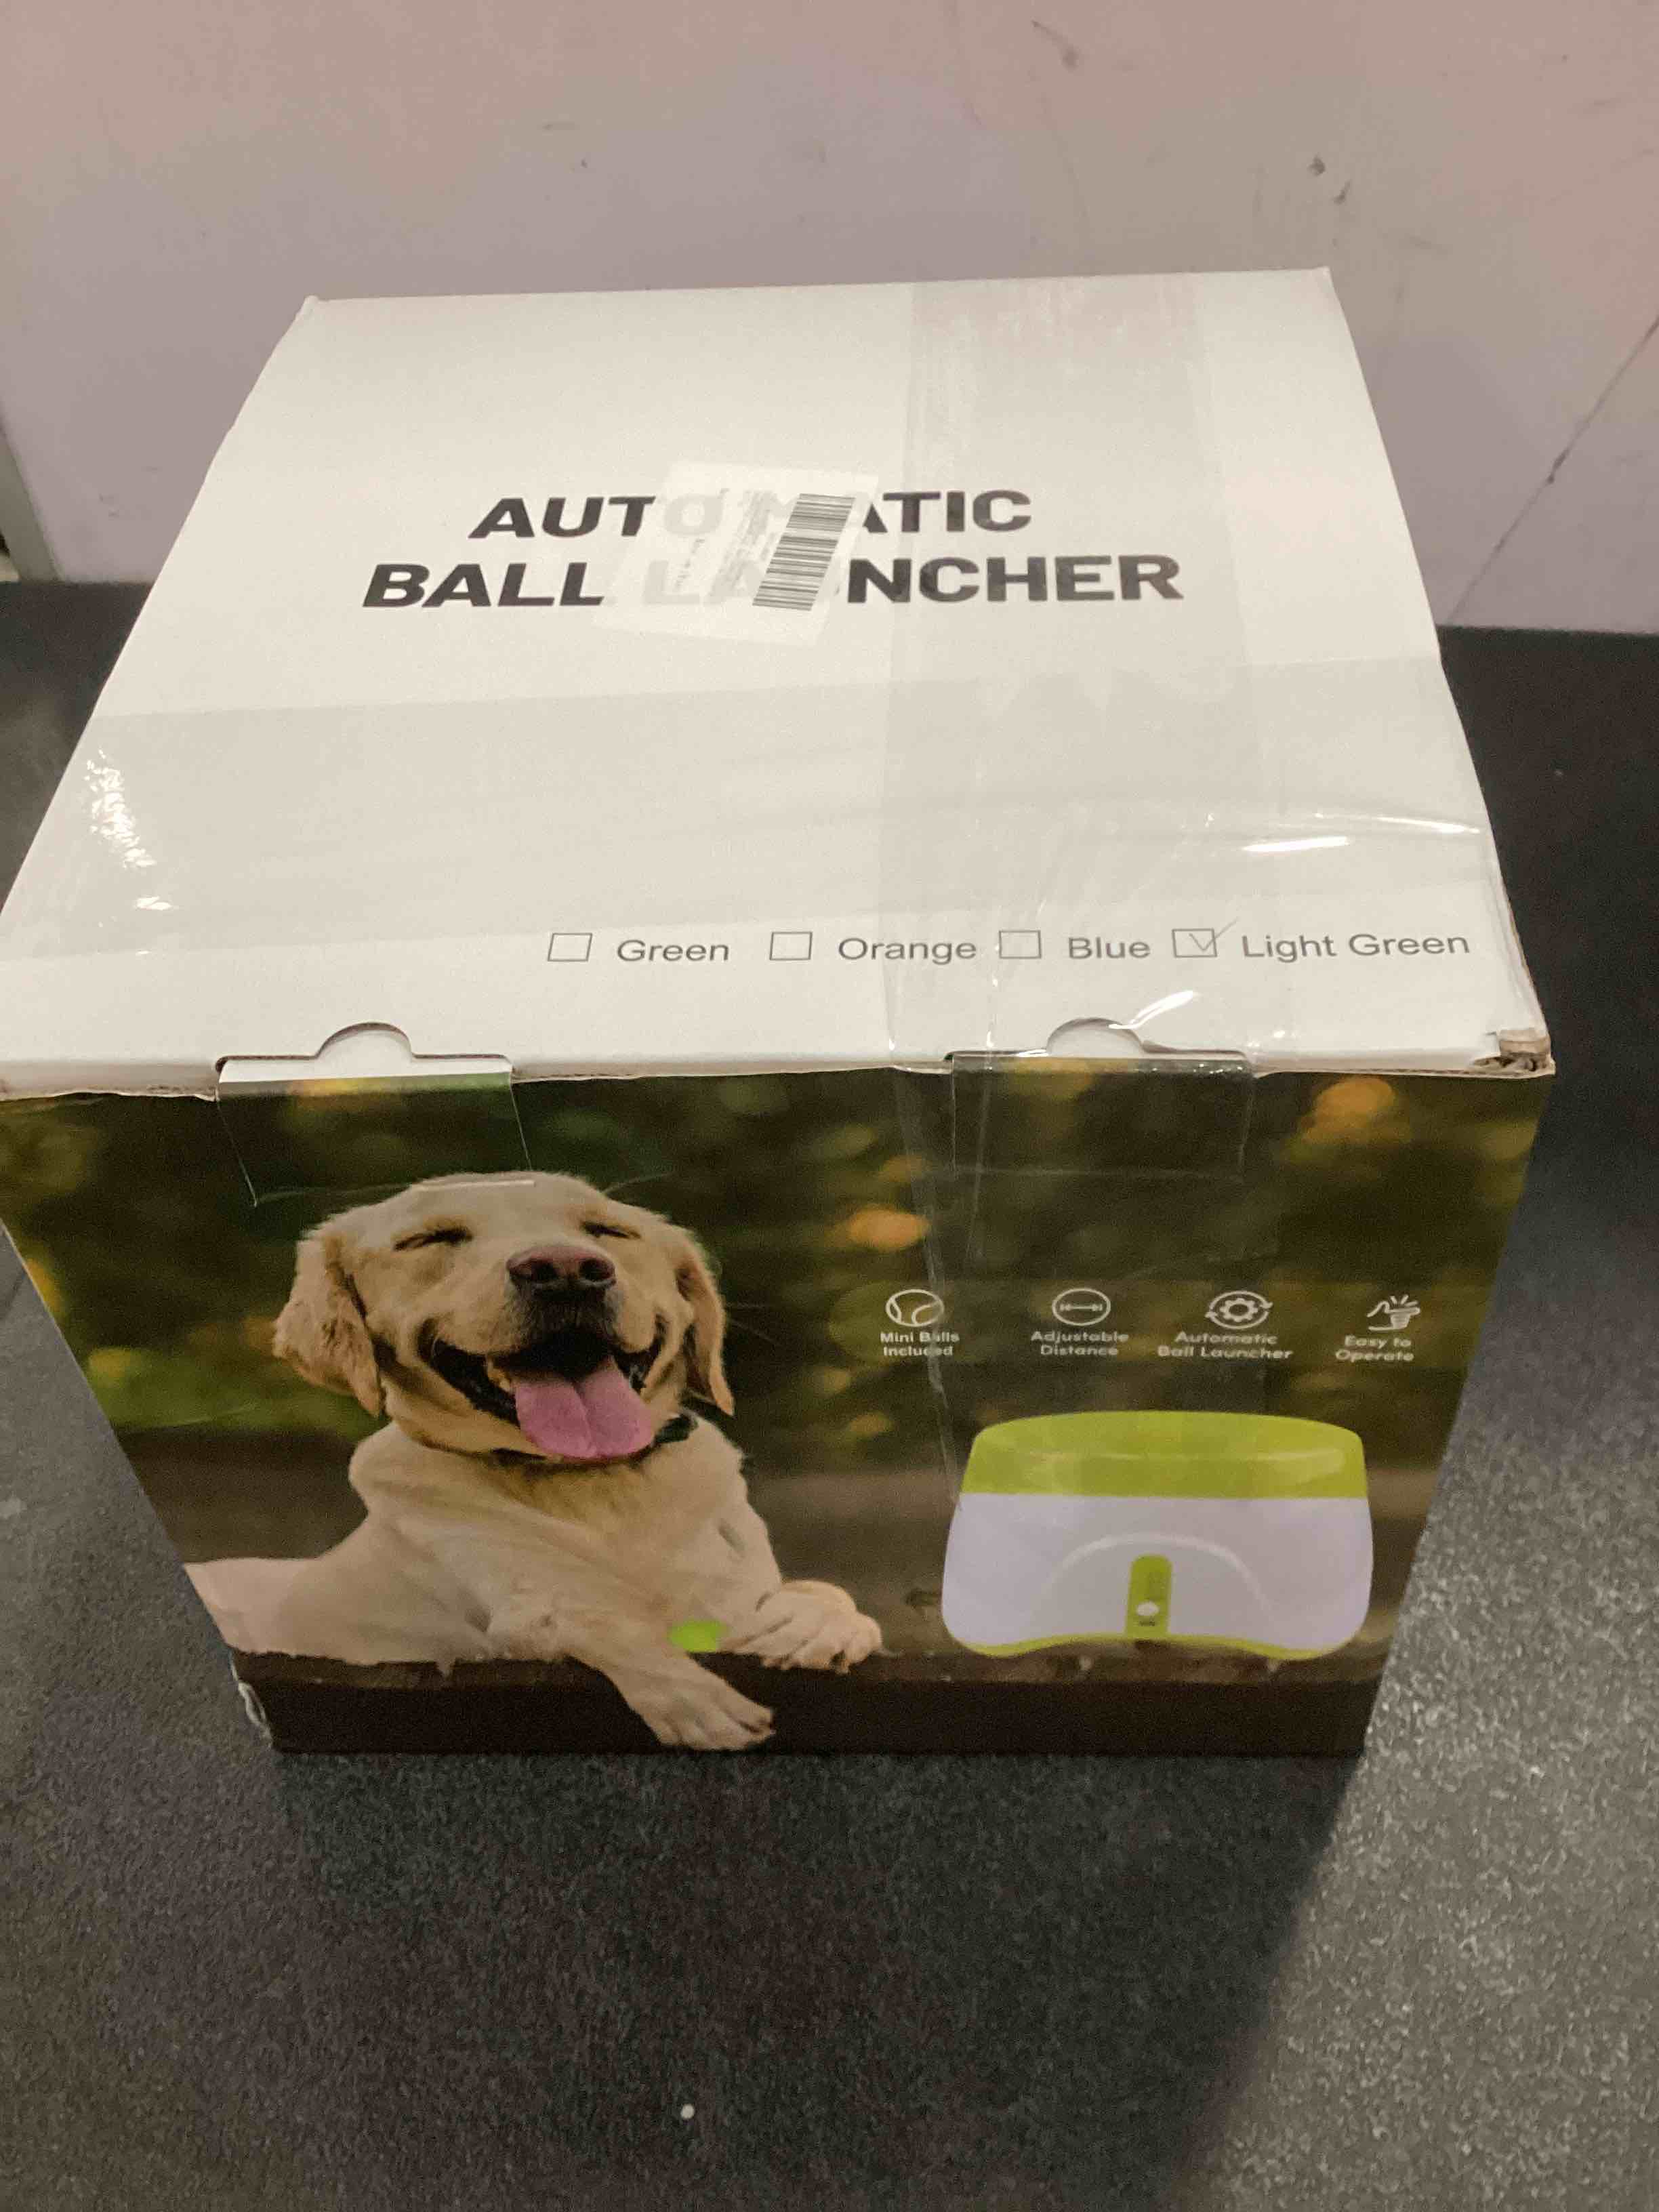 AUTOMATIC
BALL LAUNCHER
Green Orange Blue Light Green
Mini Balls
Included
Adjustable
Distance
Automatic
Ball Launcher
Easy to
Operate